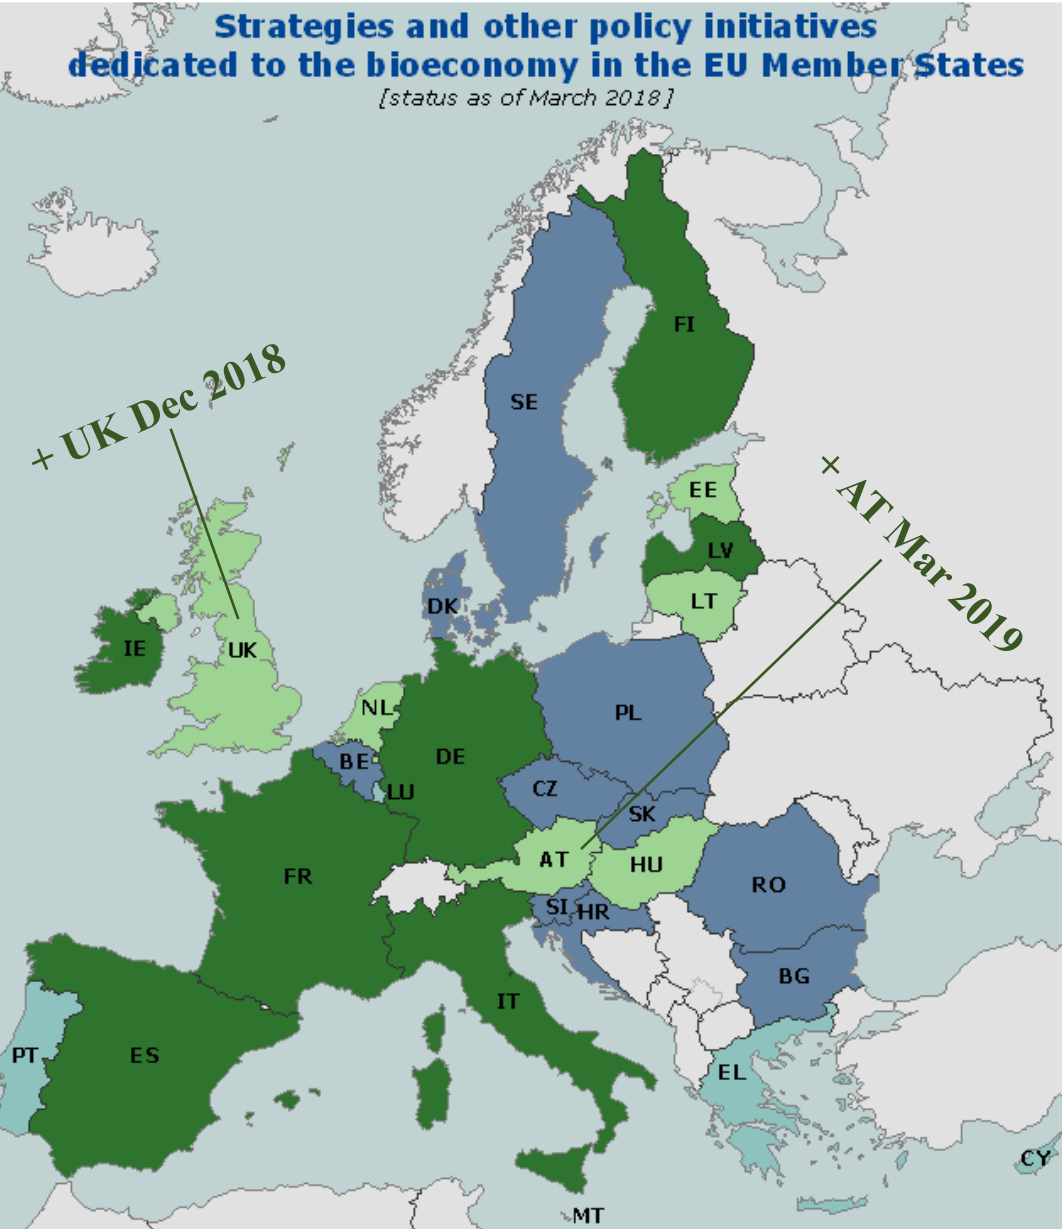 Strategies and other policy initiatives
dedicated to the bioeconomy in the EU Member States
[status as of March 2018]
FI
+ UK Dec 2018
SE
EE
+ AT Mar 2019
LV
LT
DK
IE
UK
NL
PL
DE
BE
CZ
LU
SK
AT
HU
FR
RO
SI
HR
BG
IT
PT
ES
EL
CY
MT